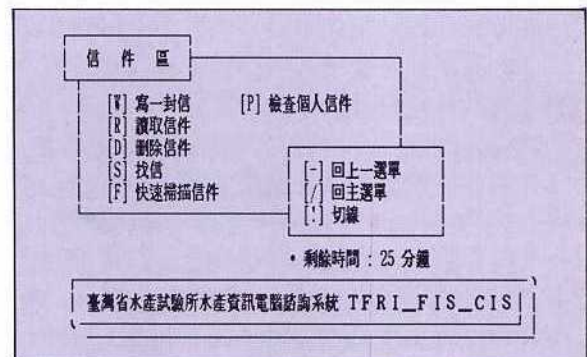 信件區
[W] 寫一封信 [P] 檢查個人信件
[R] 讀取信件
[D] 刪除信件
[S] 找信
[F] 快速掃描信件
[-] 回上一選單
[/] 回主選單
[!] 切線
• 剩餘時間 : 25 分鐘
臺灣省水產試驗所水產資訊電腦諮詢系統 TFRI_FIS_CIS